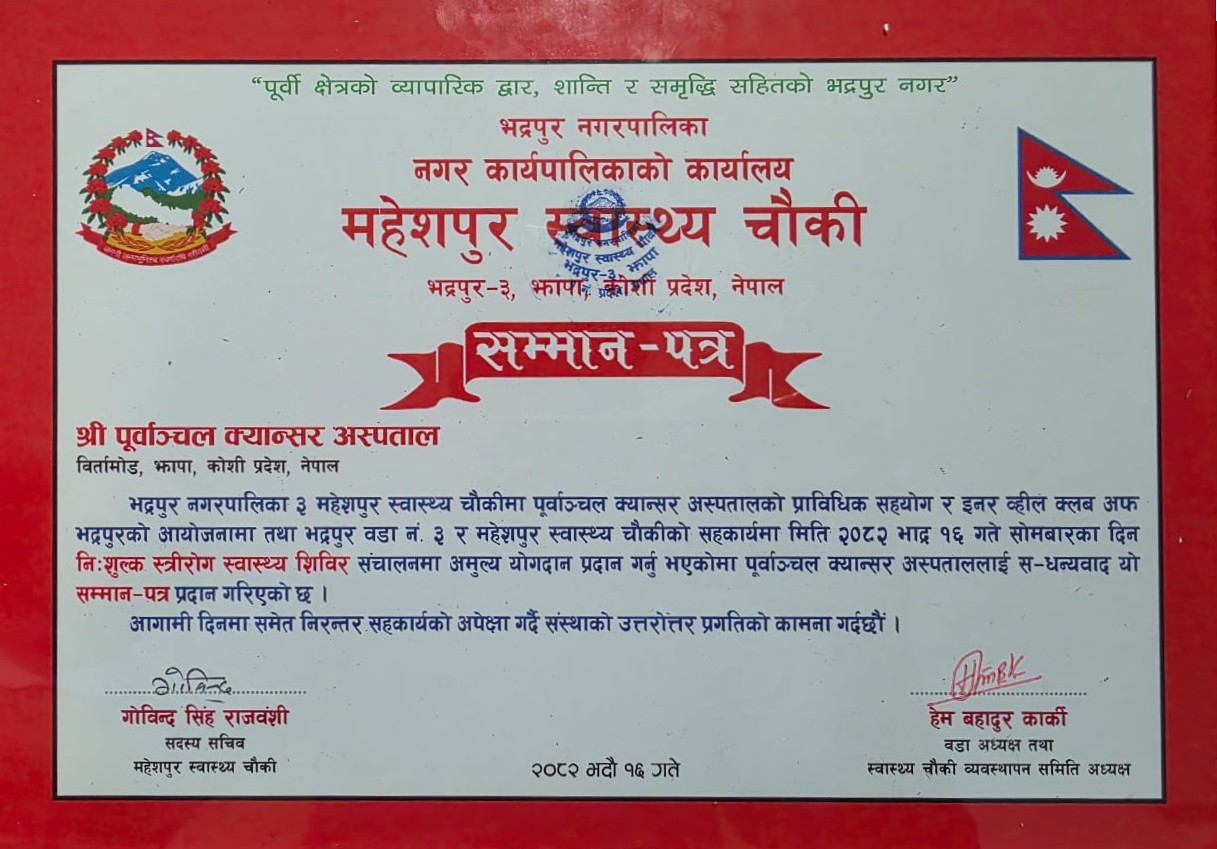 “पूर्वी क्षेत्रको व्यापारिक द्वार, शान्ति र समृद्धि सहितको भद्रपुर नगर”
भद्रपुर नगरपालिका
नगर कार्यपालिकाको कार्यालय
महेशपुर स्वास्थ्य चौकी
महेशपुर स्वास्थ्य चौकी
भद्रपुर-३, झापा
भद्रपुर-३, झापा, कोशी प्रदेश, नेपाल
सम्मान-पत्र
श्री पूर्वाञ्चल क्यान्सर अस्पताल
विर्तामोड, झापा, कोशी प्रदेश, नेपाल
भद्रपुर नगरपालिका ३ महेशपुर स्वास्थ्य चौकीमा पूर्वाञ्चल क्यान्सर अस्पतालको प्राविधिक सहयोग र इनर व्हील क्लब अफ
भद्रपुरको आयोजनामा तथा भद्रपुर वडा नं. ३ र महेशपुर स्वास्थ्य चौकीको सहकार्यमा मिति २०८२ भाद्र १६ गते सोमबारका दिन
निःशुल्क स्त्रीरोग स्वास्थ्य शिविर संचालनमा अमुल्य योगदान प्रदान गर्नु भएकोमा पूर्वाञ्चल क्यान्सर अस्पताललाई स-धन्यवाद यो
सम्मान-पत्र प्रदान गरिएको छ ।
आगामी दिनमा समेत निरन्तर सहकार्यको अपेक्षा गर्दै संस्थाको उत्तरोत्तर प्रगतिको कामना गर्दछौं ।
गोविन्द
गोविन्द सिंह राजवंशी
सदस्य सचिव
महेशपुर स्वास्थ्य चौकी
२०८२ भदौ १६ गते
हेम बहादुर कार्की
वडा अध्यक्ष तथा
स्वास्थ्य चौकी व्यवस्थापन समिति अध्यक्ष